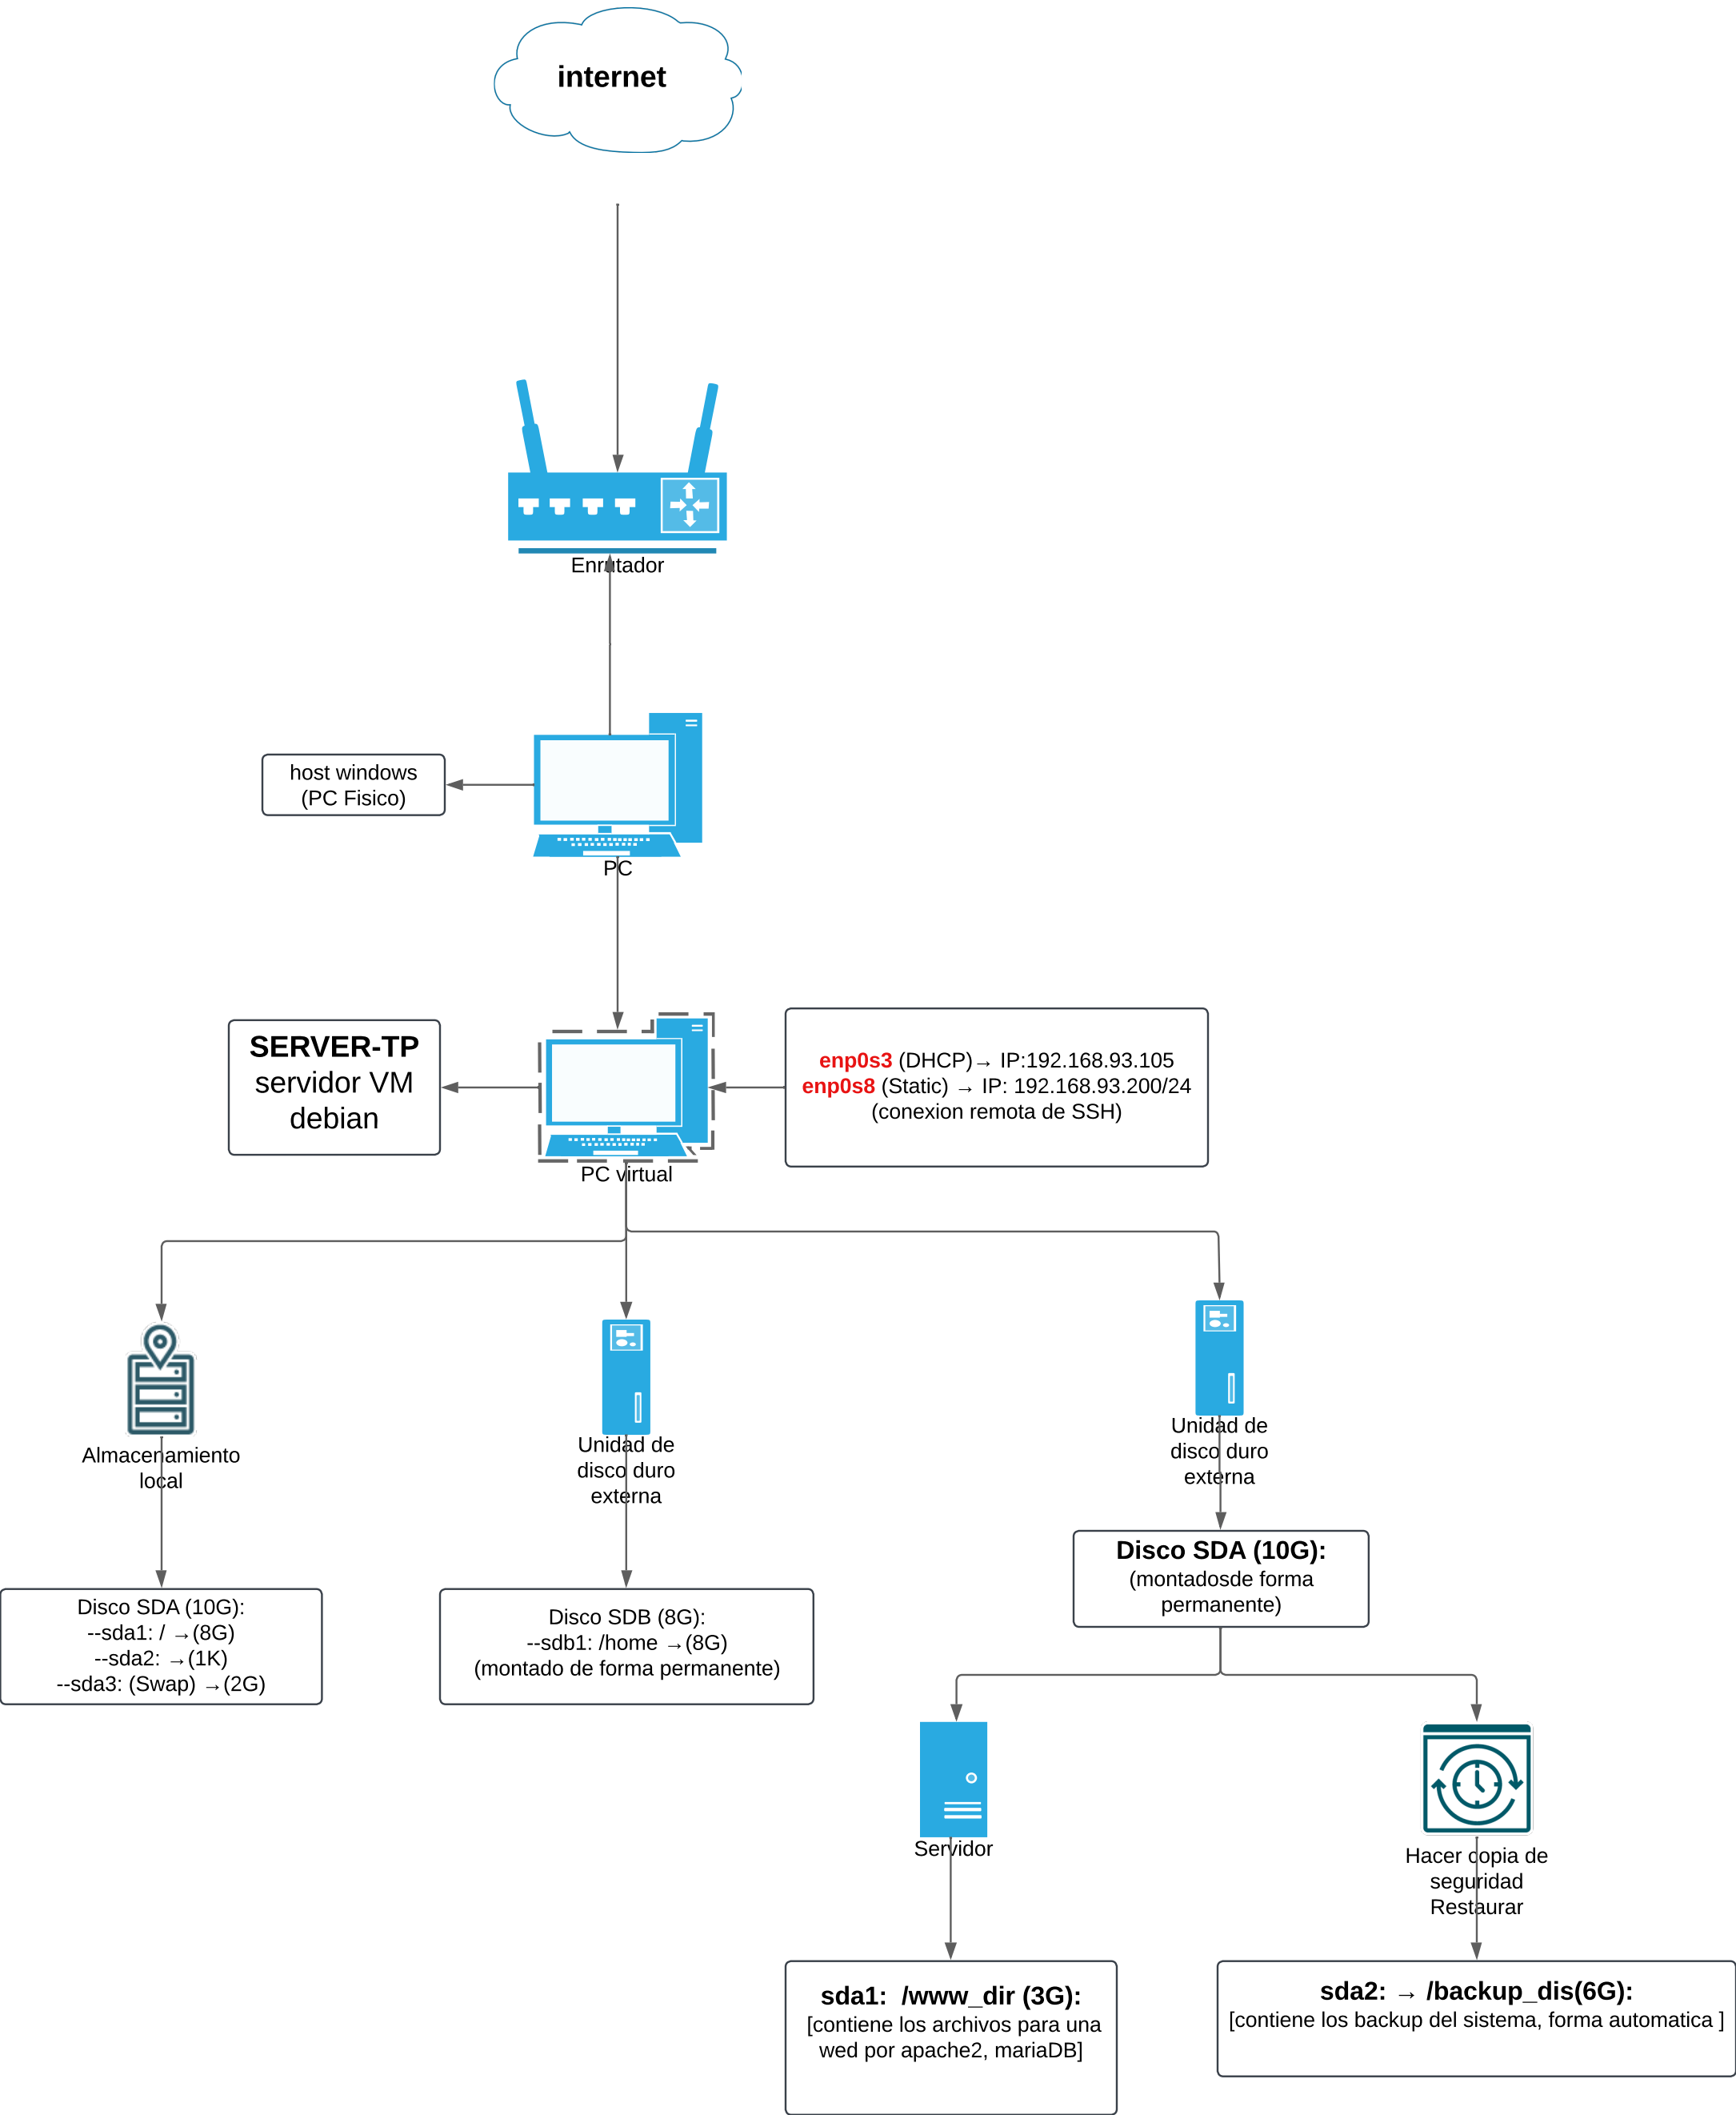 internet
Enrutador
host windows
(PC Fisico)
PC
SERVER-TP
servidor VM
debian
enp0s3 (DHCP)→ IP:192.168.93.105
enp0s8 (Static) → IP: 192.168.93.200/24
(conexion remota de SSH)
PC virtual
Almacenamiento
local
Unidad de
disco duro
externa
Unidad de
disco duro
externa
Disco SDA (10G):
--sda1: / →(8G)
--sda2: →(1K)
--sda3: (Swap) →(2G)
Disco SDB (8G):
--sdb1: /home →(8G)
(montado de forma permanente)
Disco SDA (10G):
(montadosde forma
permanente)
Servidor
Hacer copia de
seguridad
Restaurar
sda1:  /www_dir (3G):
[contiene los archivos para una
wed por apache2, mariaDB]
sda2: → /backup_dis(6G):
[contiene los backup del sistema, forma automatica ]